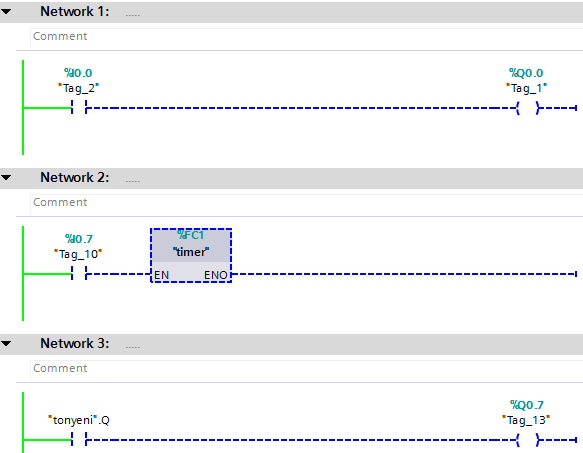 Network 1: .....
Comment
%I0.0
"Tag_2"
%Q0.0
"Tag_1"
Network 2: .....
Comment
%I0.7
"Tag_10"
%FC1
"timer"
EN ENO
Network 3: .....
Comment
"tonyeni".Q
%Q0.7
"Tag_13"